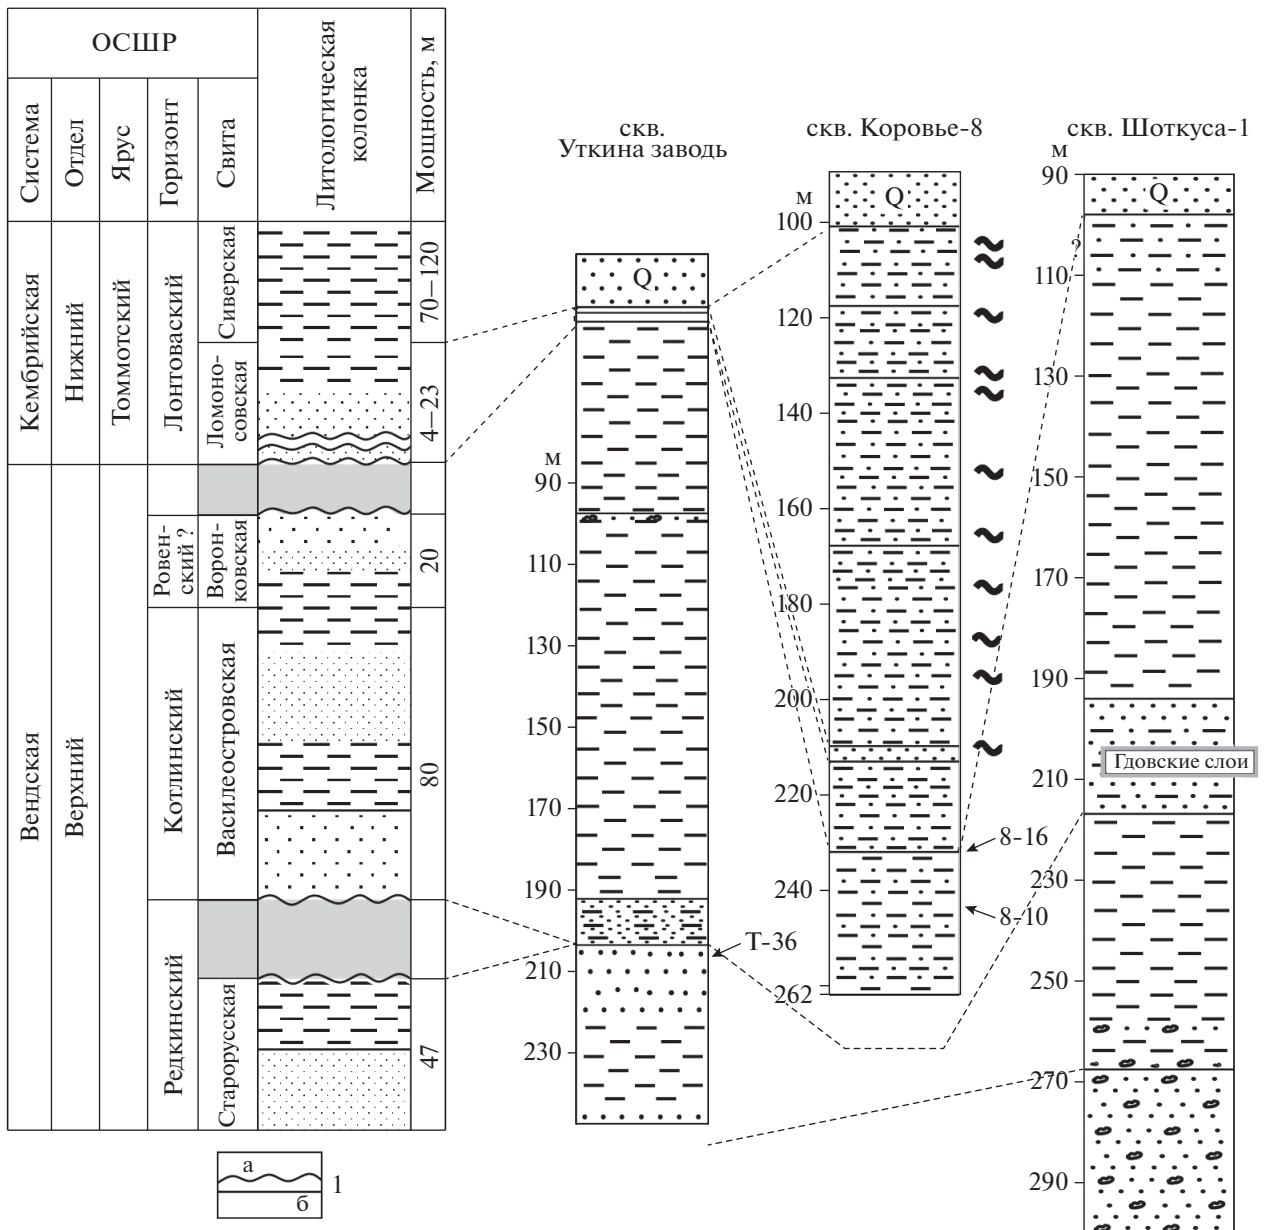 ОСШР
Система
Отдел
Ярус
Горизонт
Свита
Литологическая
колонка
Мощность, м
Кембрийская
Нижний
Томмотский
Лонтоваский
Сиверская
70–120
Ломоно-
совская
4–23
Вендская
Верхний
Ровен-
ский ?
Ворон-
ковская
20
Котлинский
Василеостровская
80
Редкинский
Старорусская
47
а
б
1
скв.
Уткина заводь
Q
м
90
110
130
150
170
190
210
230
Т-36
скв. Коровье-8
м
Q
100
120
140
160
180
200
220
240
262
8-16
8-10
скв. Шоткуса-1
м
90
Q
?
110
130
150
170
190
Гдовские слои
210
230
250
270
290